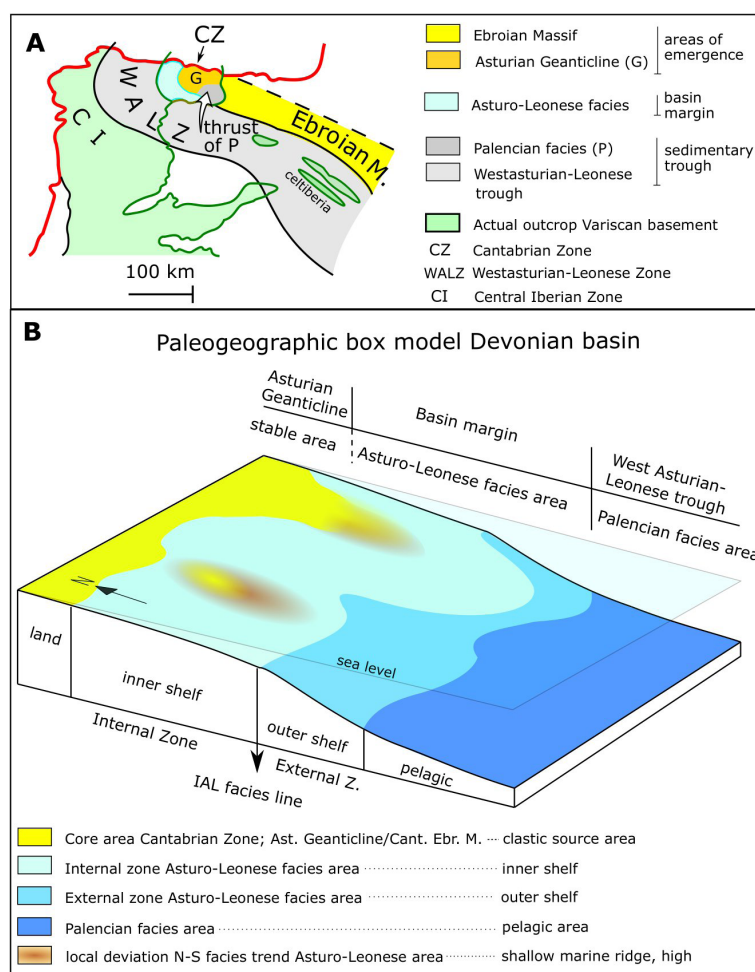 A
CZ
G
WALZ
CI
thrust
of P
Ebroian M.
celtiberia
100 km
Ebroian Massif
Asturian Geanticline (G)
areas of
emergence
Asturo-Leonese facies
basin
margin
Palencian facies (P)
Westasturian-Leonese
trough
sedimentary
trough
Actual outcrop Variscan basement
CZ Cantabrian Zone
WALZ Westasturian-Leonese Zone
CI Central Iberian Zone
B
Paleogeographic box model Devonian basin
Asturian
Geanticline
Basin margin
West Asturian-
Leonese trough
stable area
Asturo-Leonese facies area
Palencian facies area
N
sea level
land
inner shelf
outer shelf
pelagic
Internal Zone
External Z.
IAL facies line
Core area Cantabrian Zone; Ast. Geanticline/Cant. Ebr. M. --- clastic source area
Internal zone Asturo-Leonese facies area ........ inner shelf
External zone Asturo-Leonese facies area ........ outer shelf
Palencian facies area ........ pelagic area
local deviation N-S facies trend Asturo-Leonese area ........ shallow marine ridge, high